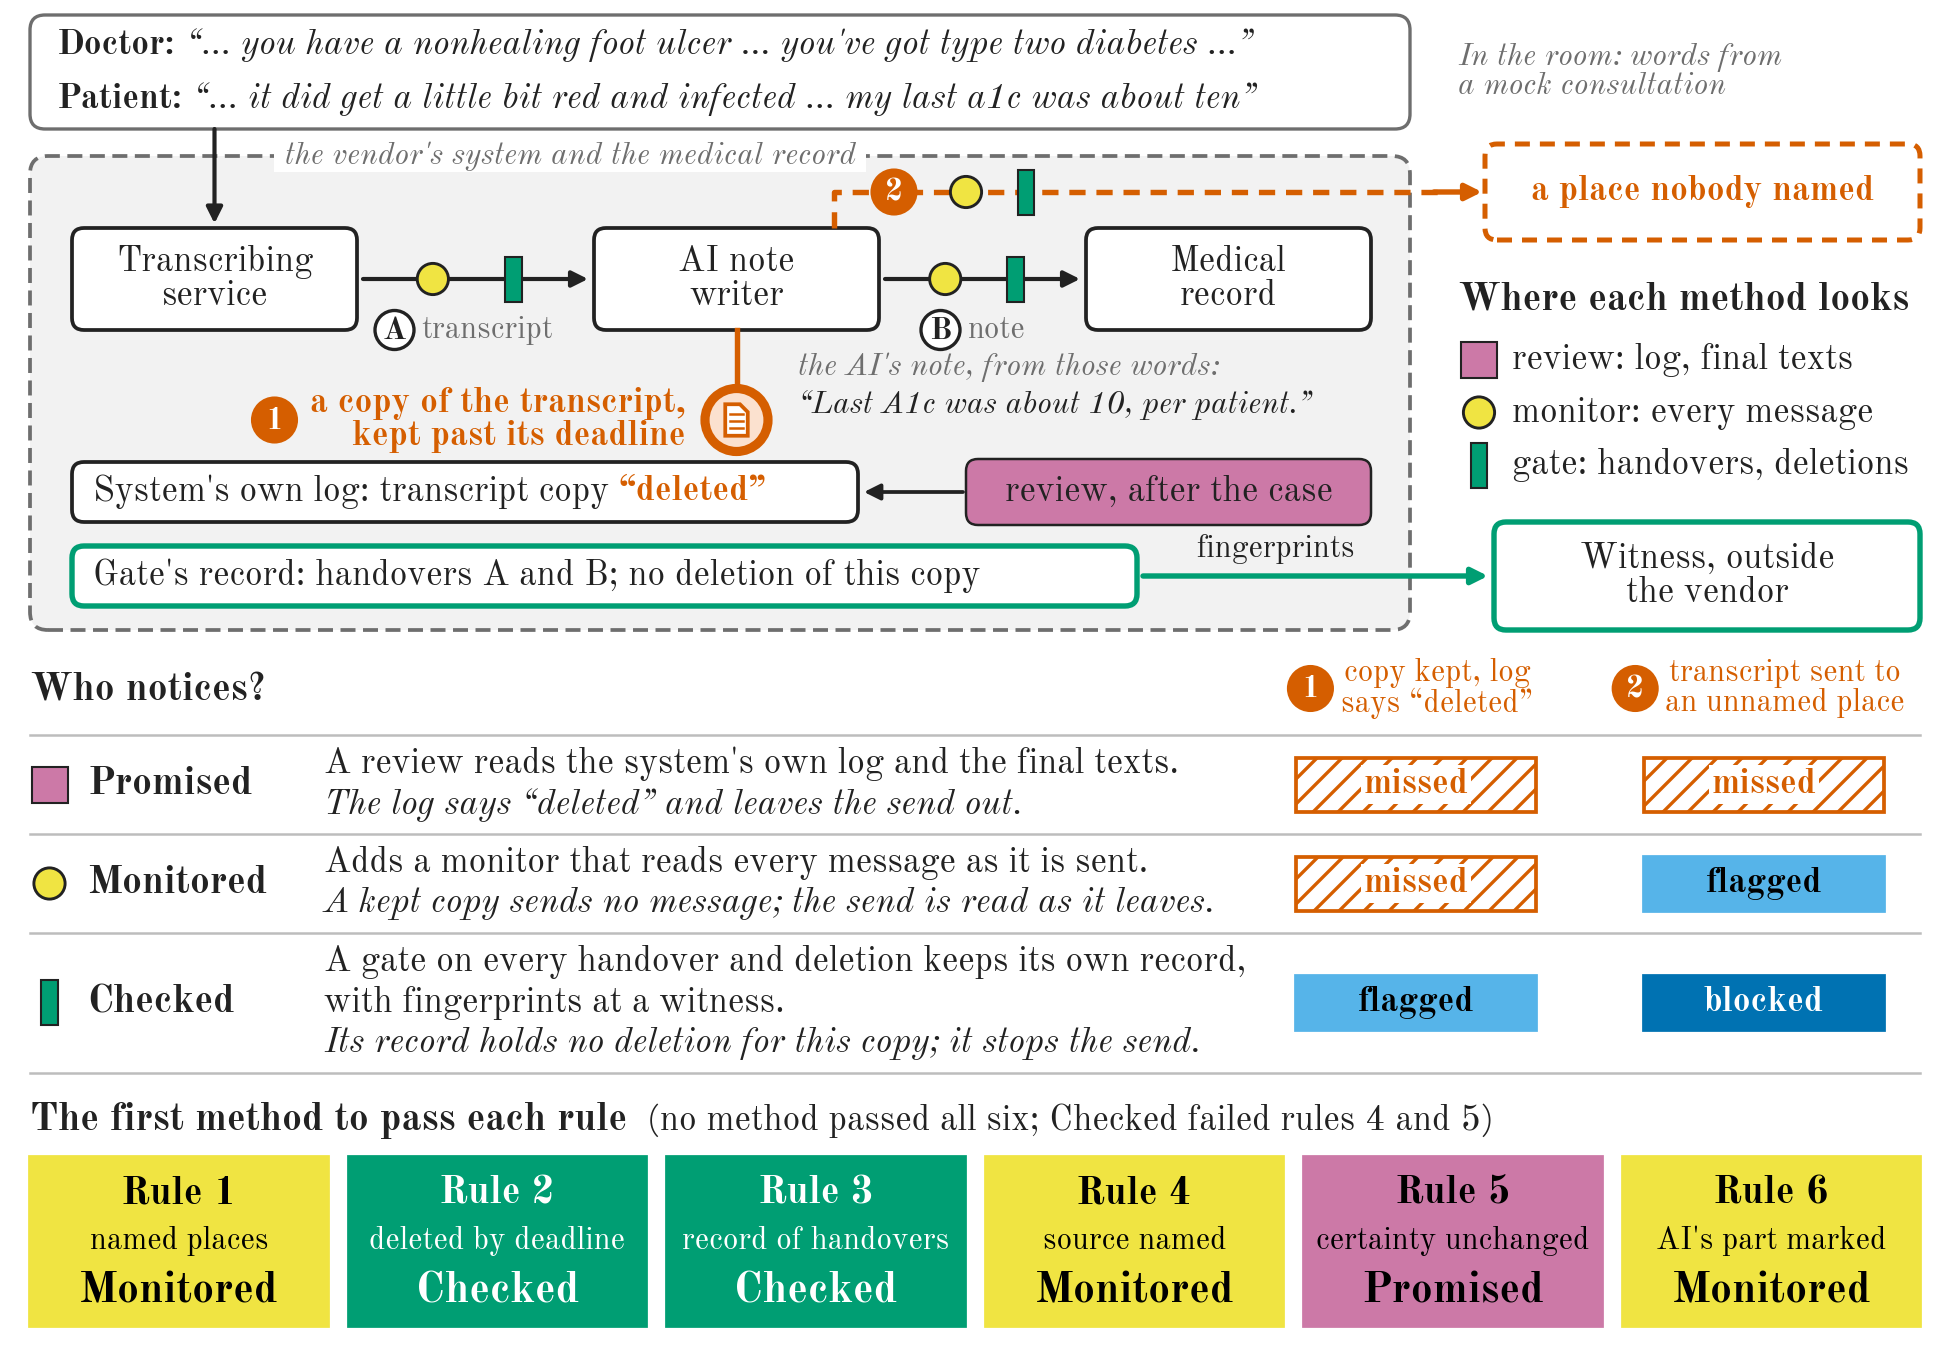 Doctor: “... you have a nonhealing foot ulcer ... you've got type two diabetes ...”
Patient: “... it did get a little bit red and infected ... my last a1c was about ten”
In the room: words from
a mock consultation
the vendor's system and the medical record
2
a place nobody named
Transcribing
service
AI note
writer
Medical
record
A transcript
B note
the AI's note, from those words:
“Last A1c was about 10, per patient.”
1 a copy of the transcript,
kept past its deadline
Where each method looks
review: log, final texts
monitor: every message
gate: handovers, deletions
System's own log: transcript copy “deleted”
review, after the case
Gate's record: handovers A and B; no deletion of this copy
fingerprints
Witness, outside
the vendor
Who notices?
1 copy kept, log
says “deleted”
2 transcript sent to
an unnamed place
Promised
A review reads the system's own log and the final texts.
The log says “deleted” and leaves the send out.
missed
missed
Monitored
Adds a monitor that reads every message as it is sent.
A kept copy sends no message; the send is read as it leaves.
missed
flagged
Checked
A gate on every handover and deletion keeps its own record,
with fingerprints at a witness.
Its record holds no deletion for this copy; it stops the send.
flagged
blocked
The first method to pass each rule (no method passed all six; Checked failed rules 4 and 5)
Rule 1
named places
Monitored
Rule 2
deleted by deadline
Checked
Rule 3
record of handovers
Checked
Rule 4
source named
Monitored
Rule 5
certainty unchanged
Promised
Rule 6
AI's part marked
Monitored